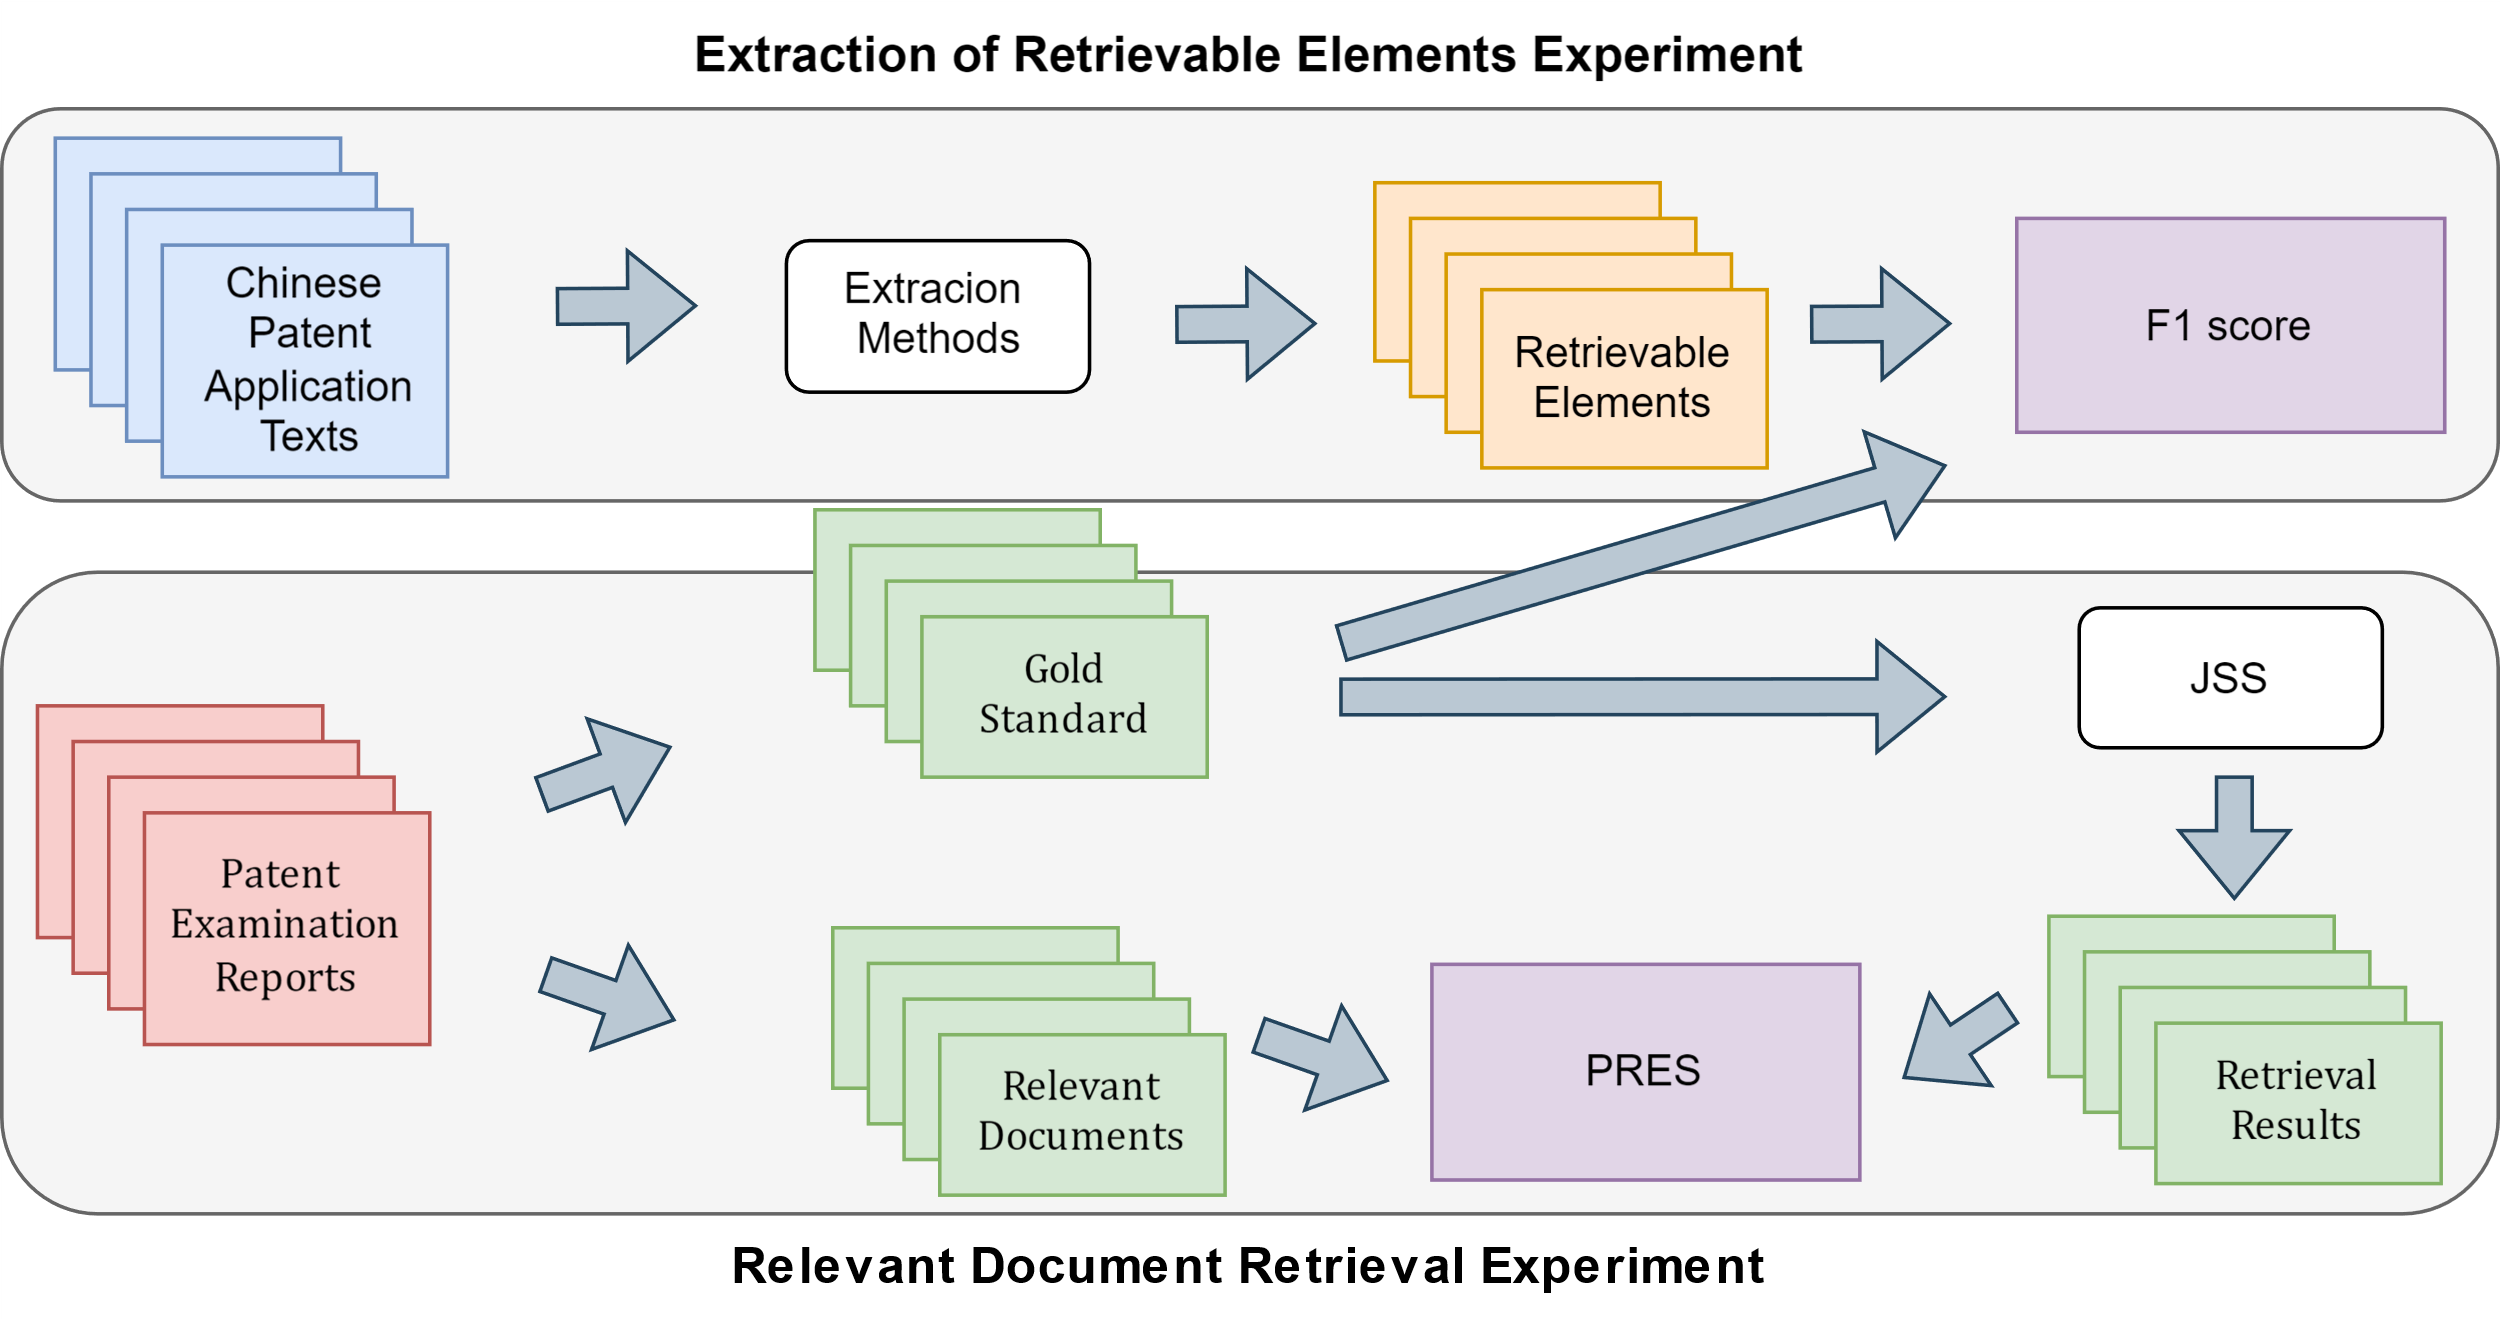 Extraction of Retrievable Elements Experiment
Chinese
Patent
Application
Texts
Extracion
Methods
Retrievable
Elements
F1 score
Gold
Standard
JSS
Patent
Examination
Reports
Relevant
Documents
PRES
Retrieval
Results
Relevant Document Retrieval Experiment